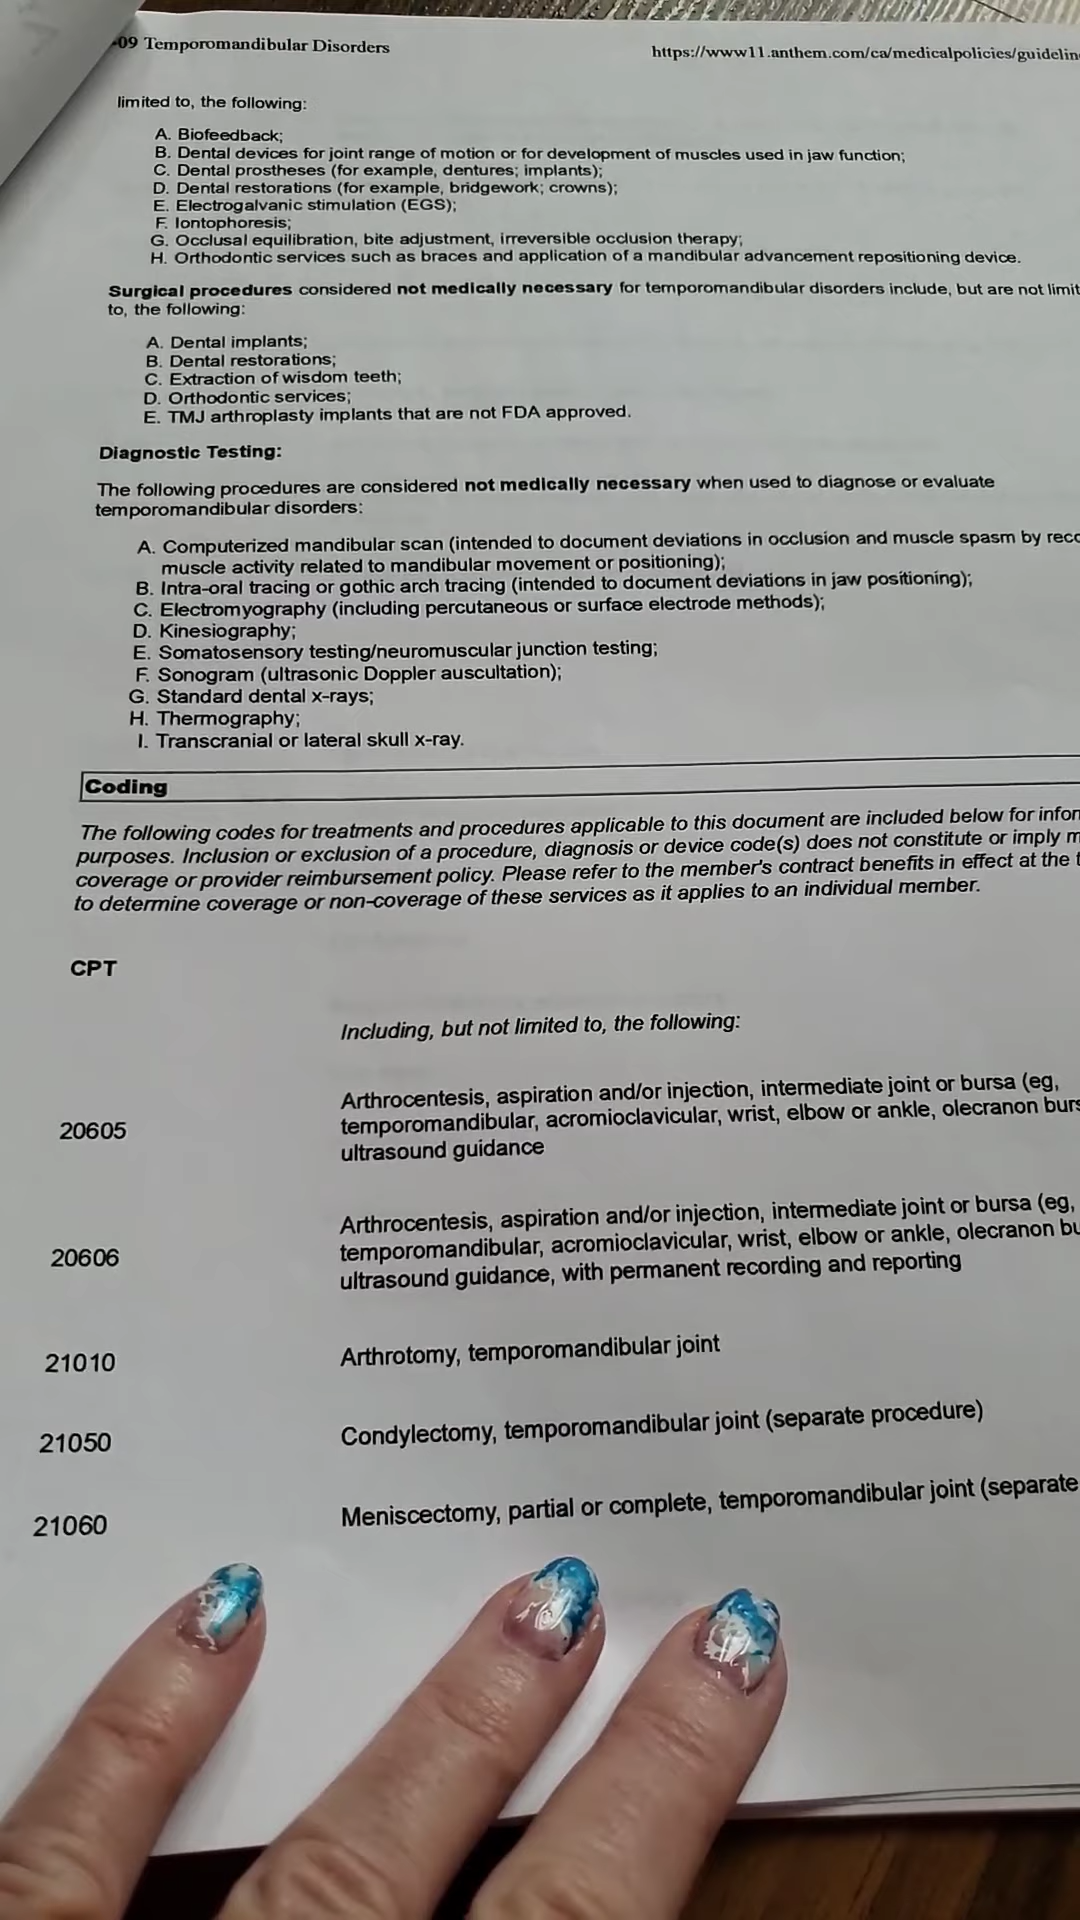 -09 Temporomandibular Disorders
https://www11.anthem.com/ca/medicalpolicies/guidelin
limited to, the following:
A. Biofeedback;
B. Dental devices for joint range of motion or for development of muscles used in jaw function;
C. Dental prostheses (for example, dentures; implants);
D. Dental restorations (for example, bridgework; crowns);
E. Electrogalvanic stimulation (EGS);
F. Iontophoresis;
G. Occlusal equilibration, bite adjustment, irreversible occlusion therapy;
H. Orthodontic services such as braces and application of a mandibular advancement repositioning device.
Surgical procedures considered not medically necessary for temporomandibular disorders include, but are not limit
to, the following:
A. Dental implants;
B. Dental restorations;
C. Extraction of wisdom teeth;
D. Orthodontic services;
E. TMJ arthroplasty implants that are not FDA approved.
Diagnostic Testing:
The following procedures are considered not medically necessary when used to diagnose or evaluate
temporomandibular disorders:
A. Computerized mandibular scan (intended to document deviations in occlusion and muscle spasm by reco
muscle activity related to mandibular movement or positioning);
B. Intra-oral tracing or gothic arch tracing (intended to document deviations in jaw positioning);
C. Electromyography (including percutaneous or surface electrode methods);
D. Kinesiography;
E. Somatosensory testing/neuromuscular junction testing;
F. Sonogram (ultrasonic Doppler auscultation);
G. Standard dental x-rays;
H. Thermography;
I. Transcranial or lateral skull x-ray.
Coding
The following codes for treatments and procedures applicable to this document are included below for infor
purposes. Inclusion or exclusion of a procedure, diagnosis or device code(s) does not constitute or imply m
coverage or provider reimbursement policy. Please refer to the member's contract benefits in effect at the t
to determine coverage or non-coverage of these services as it applies to an individual member.
CPT
Including, but not limited to, the following:
20605
Arthrocentesis, aspiration and/or injection, intermediate joint or bursa (eg,
temporomandibular, acromioclavicular, wrist, elbow or ankle, olecranon burs
ultrasound guidance
20606
Arthrocentesis, aspiration and/or injection, intermediate joint or bursa (eg,
temporomandibular, acromioclavicular, wrist, elbow or ankle, olecranon bu
ultrasound guidance, with permanent recording and reporting
21010
Arthrotomy, temporomandibular joint
21050
Condylectomy, temporomandibular joint (separate procedure)
21060
Meniscectomy, partial or complete, temporomandibular joint (separate